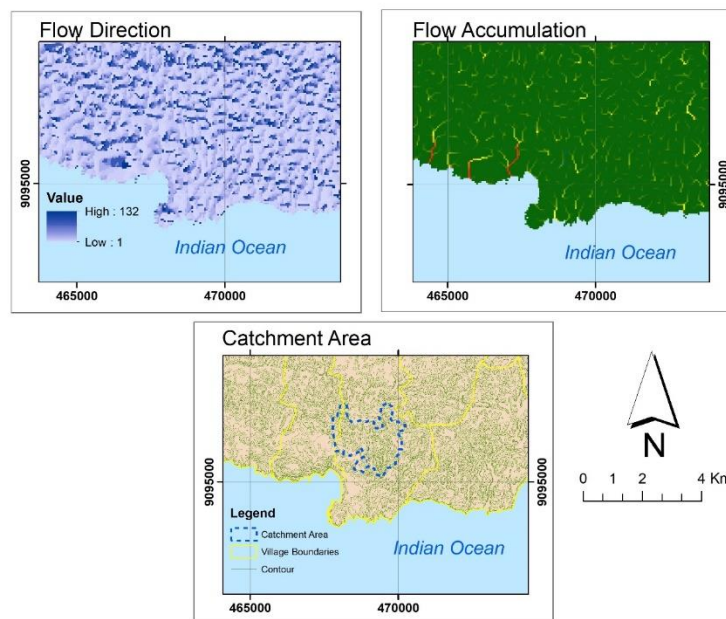 Flow Direction
9095000
Value
High : 132
Low : 1
Indian Ocean
465000 470000
Flow Accumulation
9095000
Indian Ocean
465000 470000
Catchment Area
9095000
Legend
Catchment Area
Village Boundaries
Contour
Indian Ocean
465000 470000
N
0 1 2 4 Km